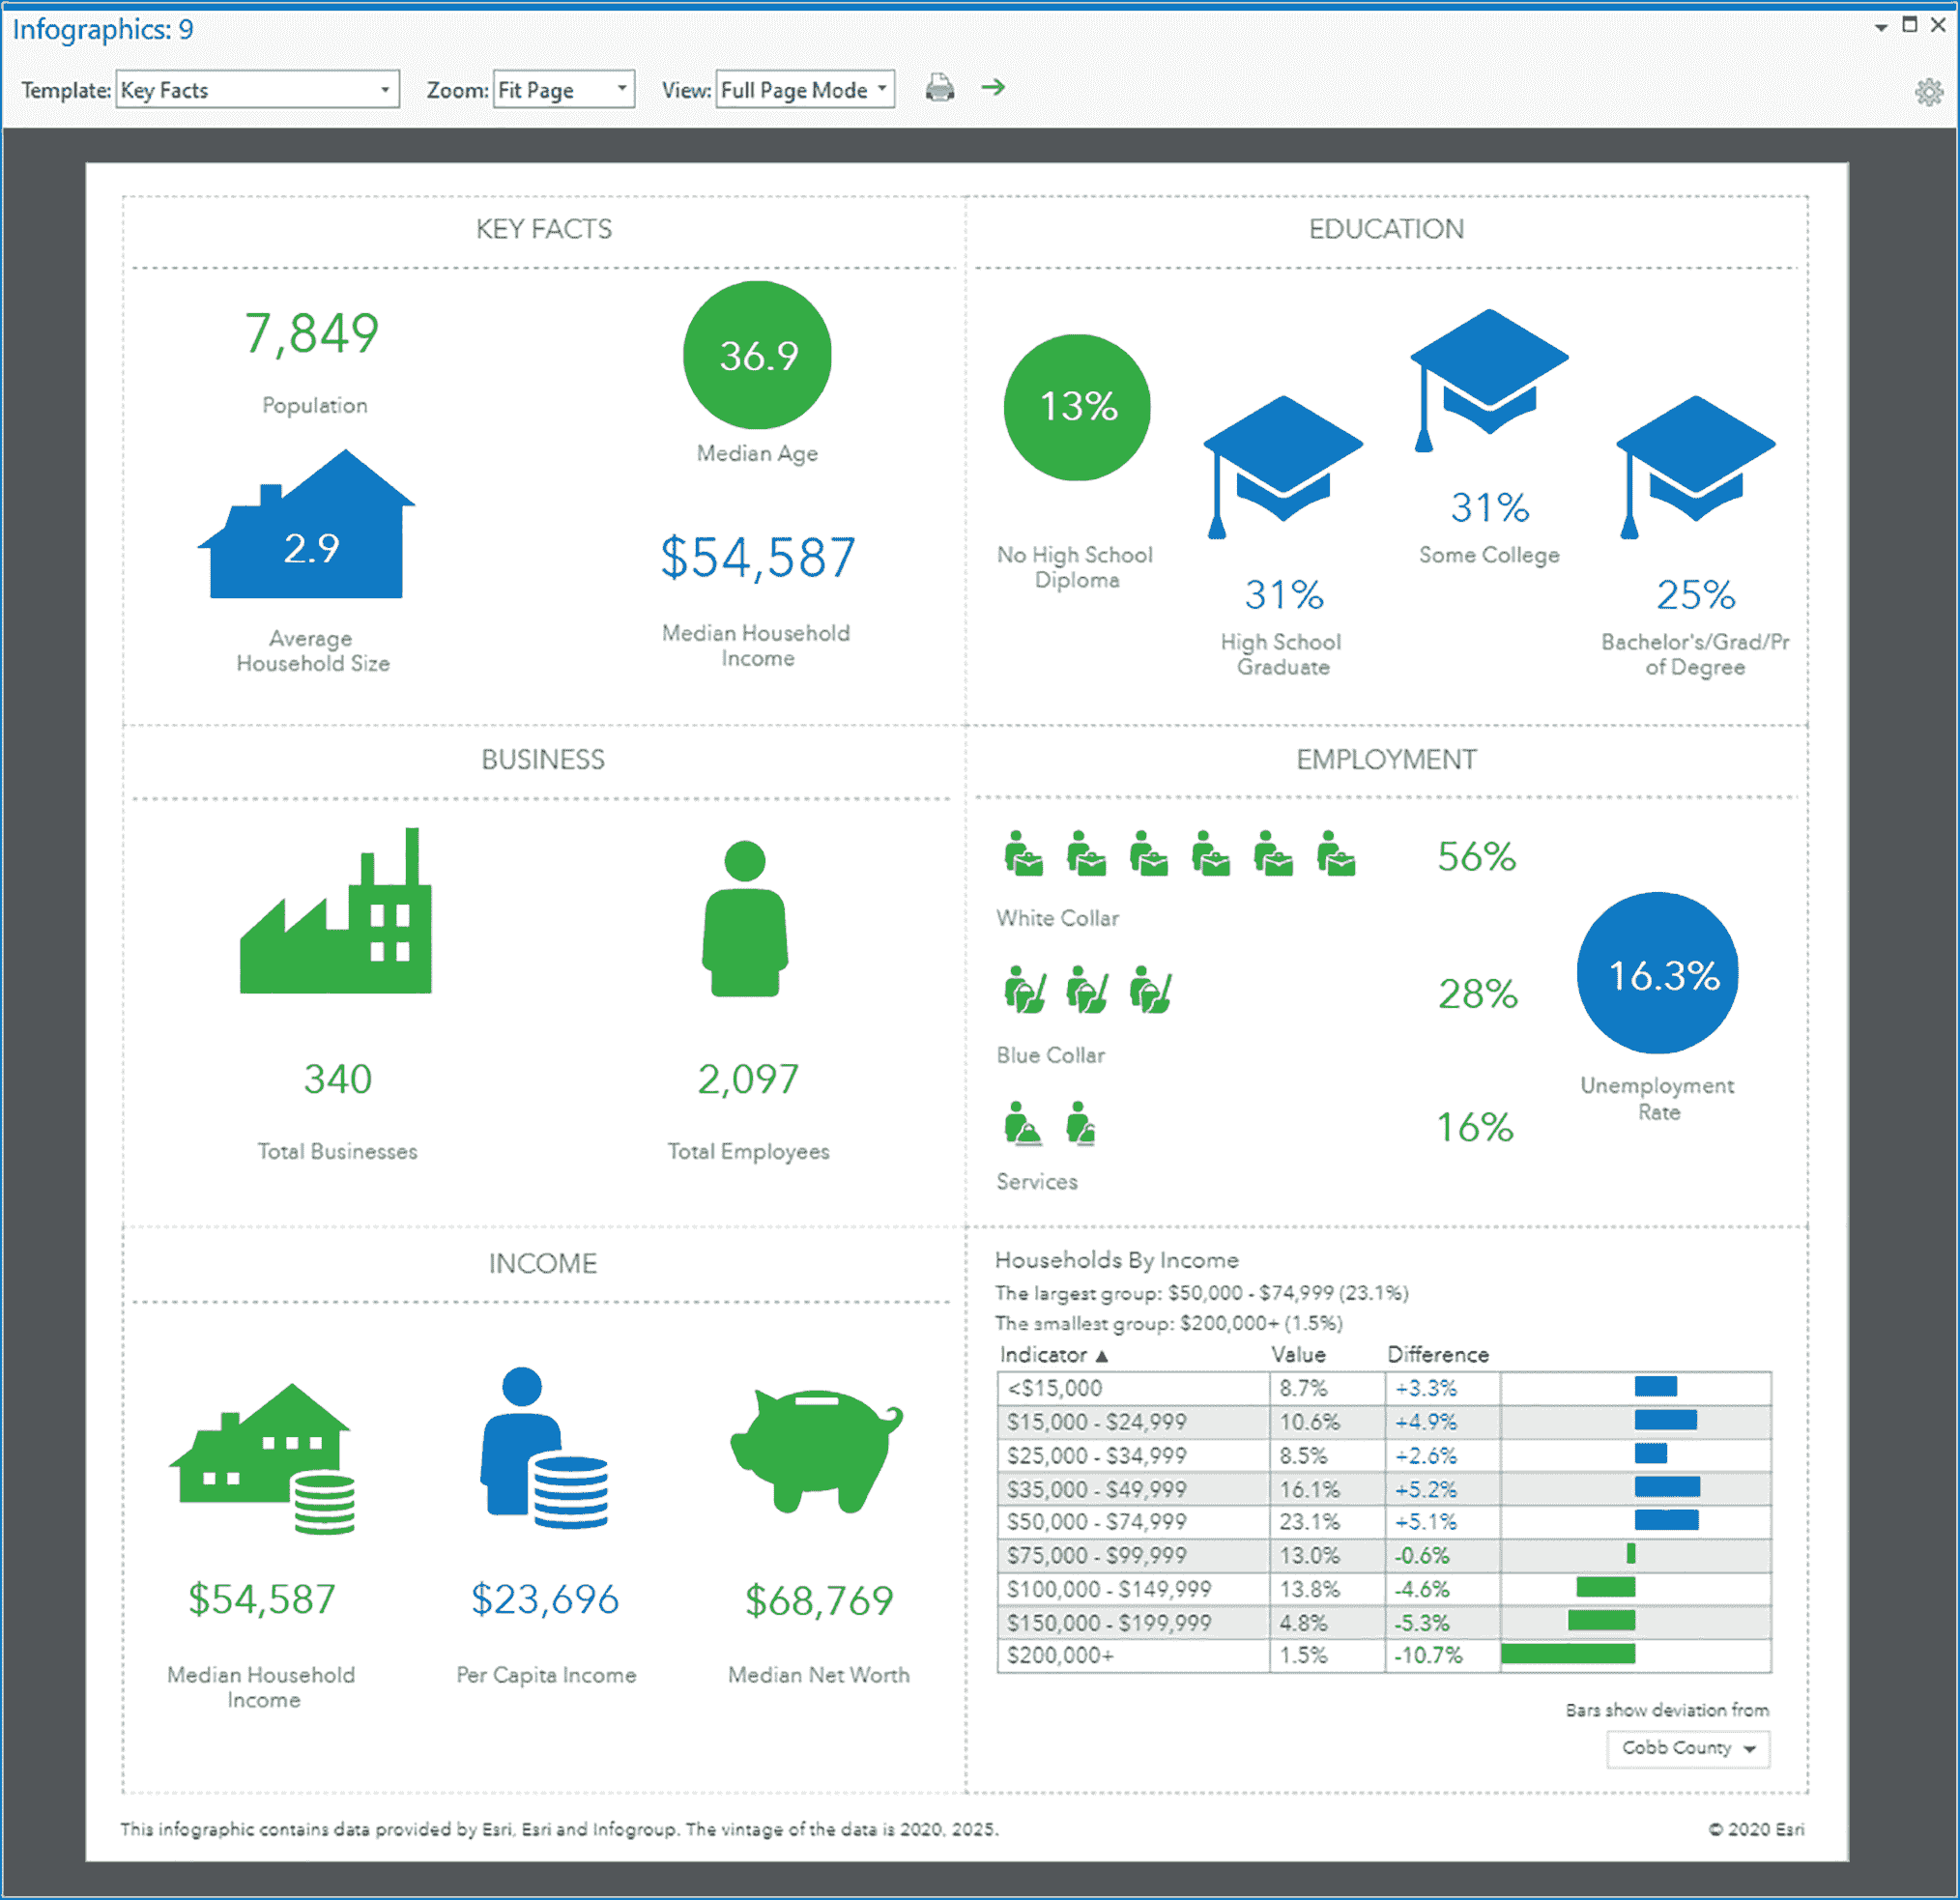 Infographics: 9
Template: Key Facts Zoom: Fit Page View: Full Page Mode
KEY FACTS
7,849
Population
36.9
Median Age
2.9
Average
Household Size
$54,587
Median Household
Income
EDUCATION
13%
No High School
Diploma
31%
High School
Graduate
31%
Some College
25%
Bachelor's/Grad/Pr
of Degree
BUSINESS
340
Total Businesses
2,097
Total Employees
EMPLOYMENT
56%
White Collar
28%
Blue Collar
16%
Services
16.3%
Unemployment
Rate
INCOME
$54,587
Median Household
Income
$23,696
Per Capita Income
$68,769
Median Net Worth
Households By Income
The largest group: $50,000 - $74,999 (23.1%)
The smallest group: $200,000+ (1.5%)
Indicator ▲ Value Difference
<$15,000 8.7% +3.3%
$15,000 - $24,999 10.6% +4.9%
$25,000 - $34,999 8.5% +2.6%
$35,000 - $49,999 16.1% +5.2%
$50,000 - $74,999 23.1% +5.1%
$75,000 - $99,999 13.0% -0.6%
$100,000 - $149,999 13.8% -4.6%
$150,000 - $199,999 4.8% -5.3%
$200,000+ 1.5% -10.7%
Bars show deviation from
Cobb County
This infographic contains data provided by Esri, Esri and Infogroup. The vintage of the data is 2020, 2025.
© 2020 Esri